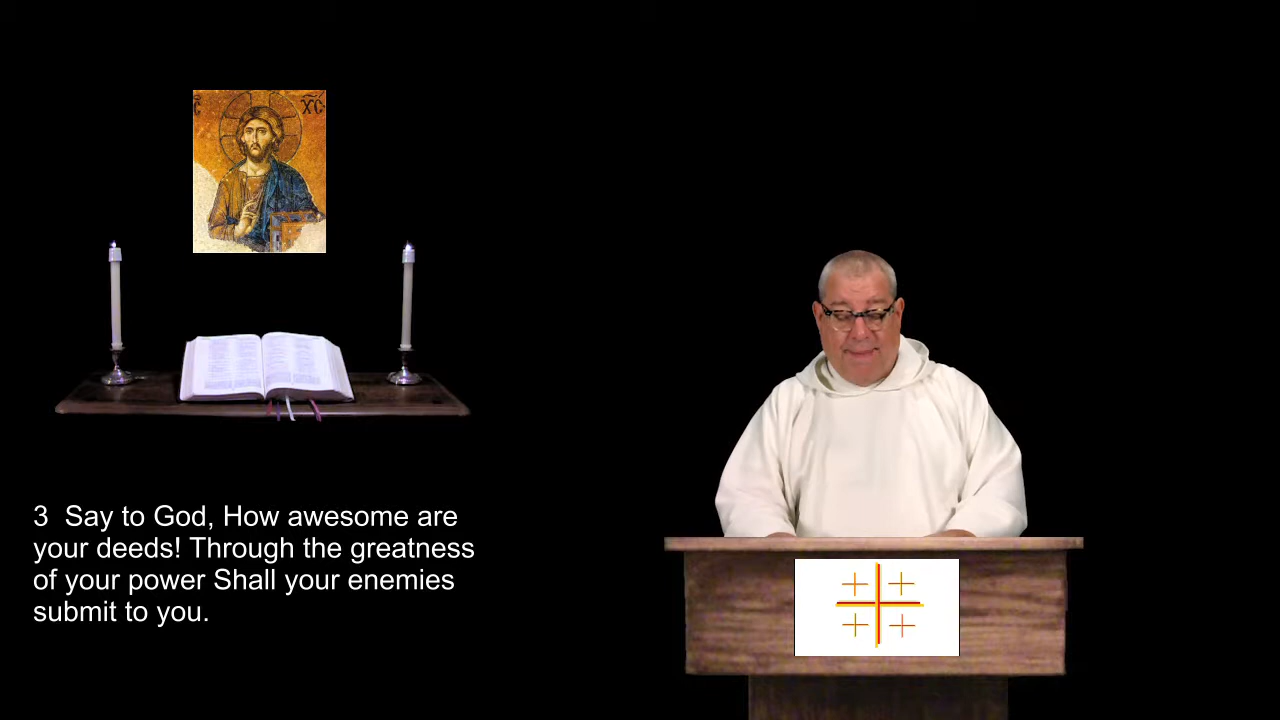 XC
3 Say to God, How awesome are
your deeds! Through the greatness
of your power Shall your enemies
submit to you.